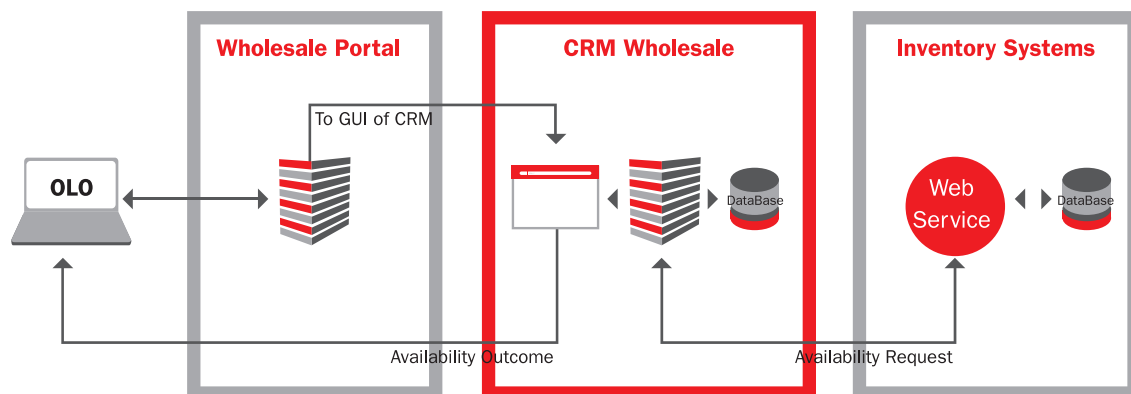 Wholesale Portal
CRM Wholesale
Inventory Systems
To GUI of CRM
OLO
DataBase
Web
Service
DataBase
Availability Outcome
Availability Request